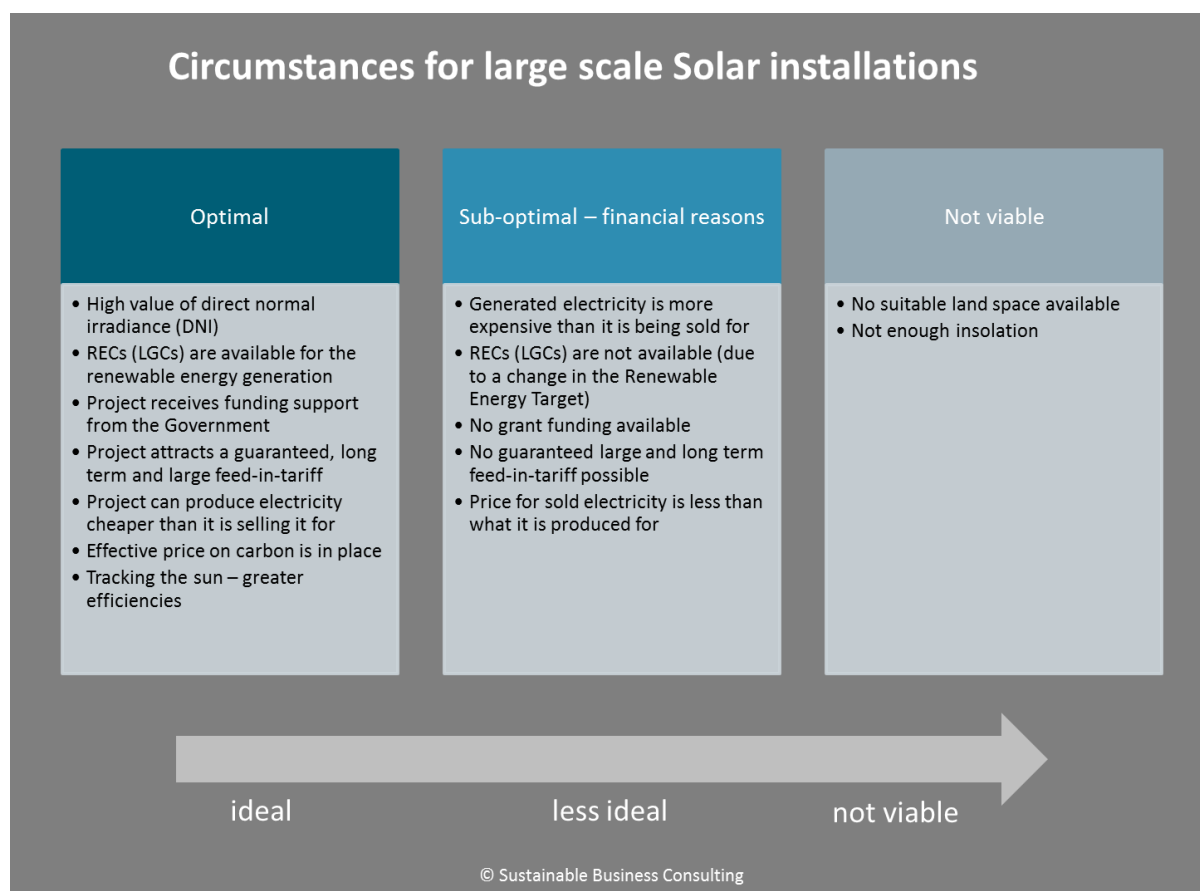 Circumstances for large scale Solar installations
Optimal
• High value of direct normal
irradiance (DNI)
• RECs (LGCs) are available for the
renewable energy generation
• Project receives funding support
from the Government
• Project attracts a guaranteed, long
term and large feed-in-tariff
• Project can produce electricity
cheaper than it is selling it for
• Effective price on carbon is in place
• Tracking the sun – greater
efficiencies
Sub-optimal – financial reasons
• Generated electricity is more
expensive than it is being sold for
• RECs (LGCs) are not available (due
to a change in the Renewable
Energy Target)
• No grant funding available
• No guaranteed large and long term
feed-in-tariff possible
• Price for sold electricity is less than
what it is produced for
Not viable
• No suitable land space available
• Not enough insolation
ideal
less ideal
not viable
© Sustainable Business Consulting